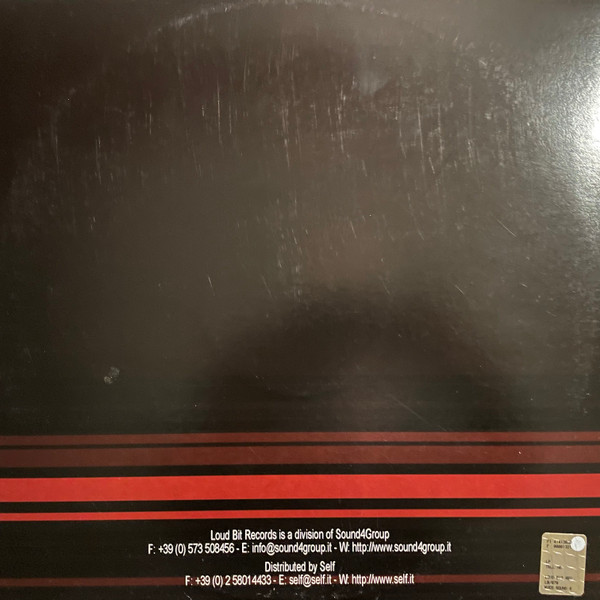 Loud Bit Records is a division of Sound4Group
F: +39 (0) 573 508456 - E: info@sound4group.it - W: http://www.sound4group.it
Distributed by Self
F: +39 (0) 2 58014433 - E: self@self.it - W: http://www.self.it